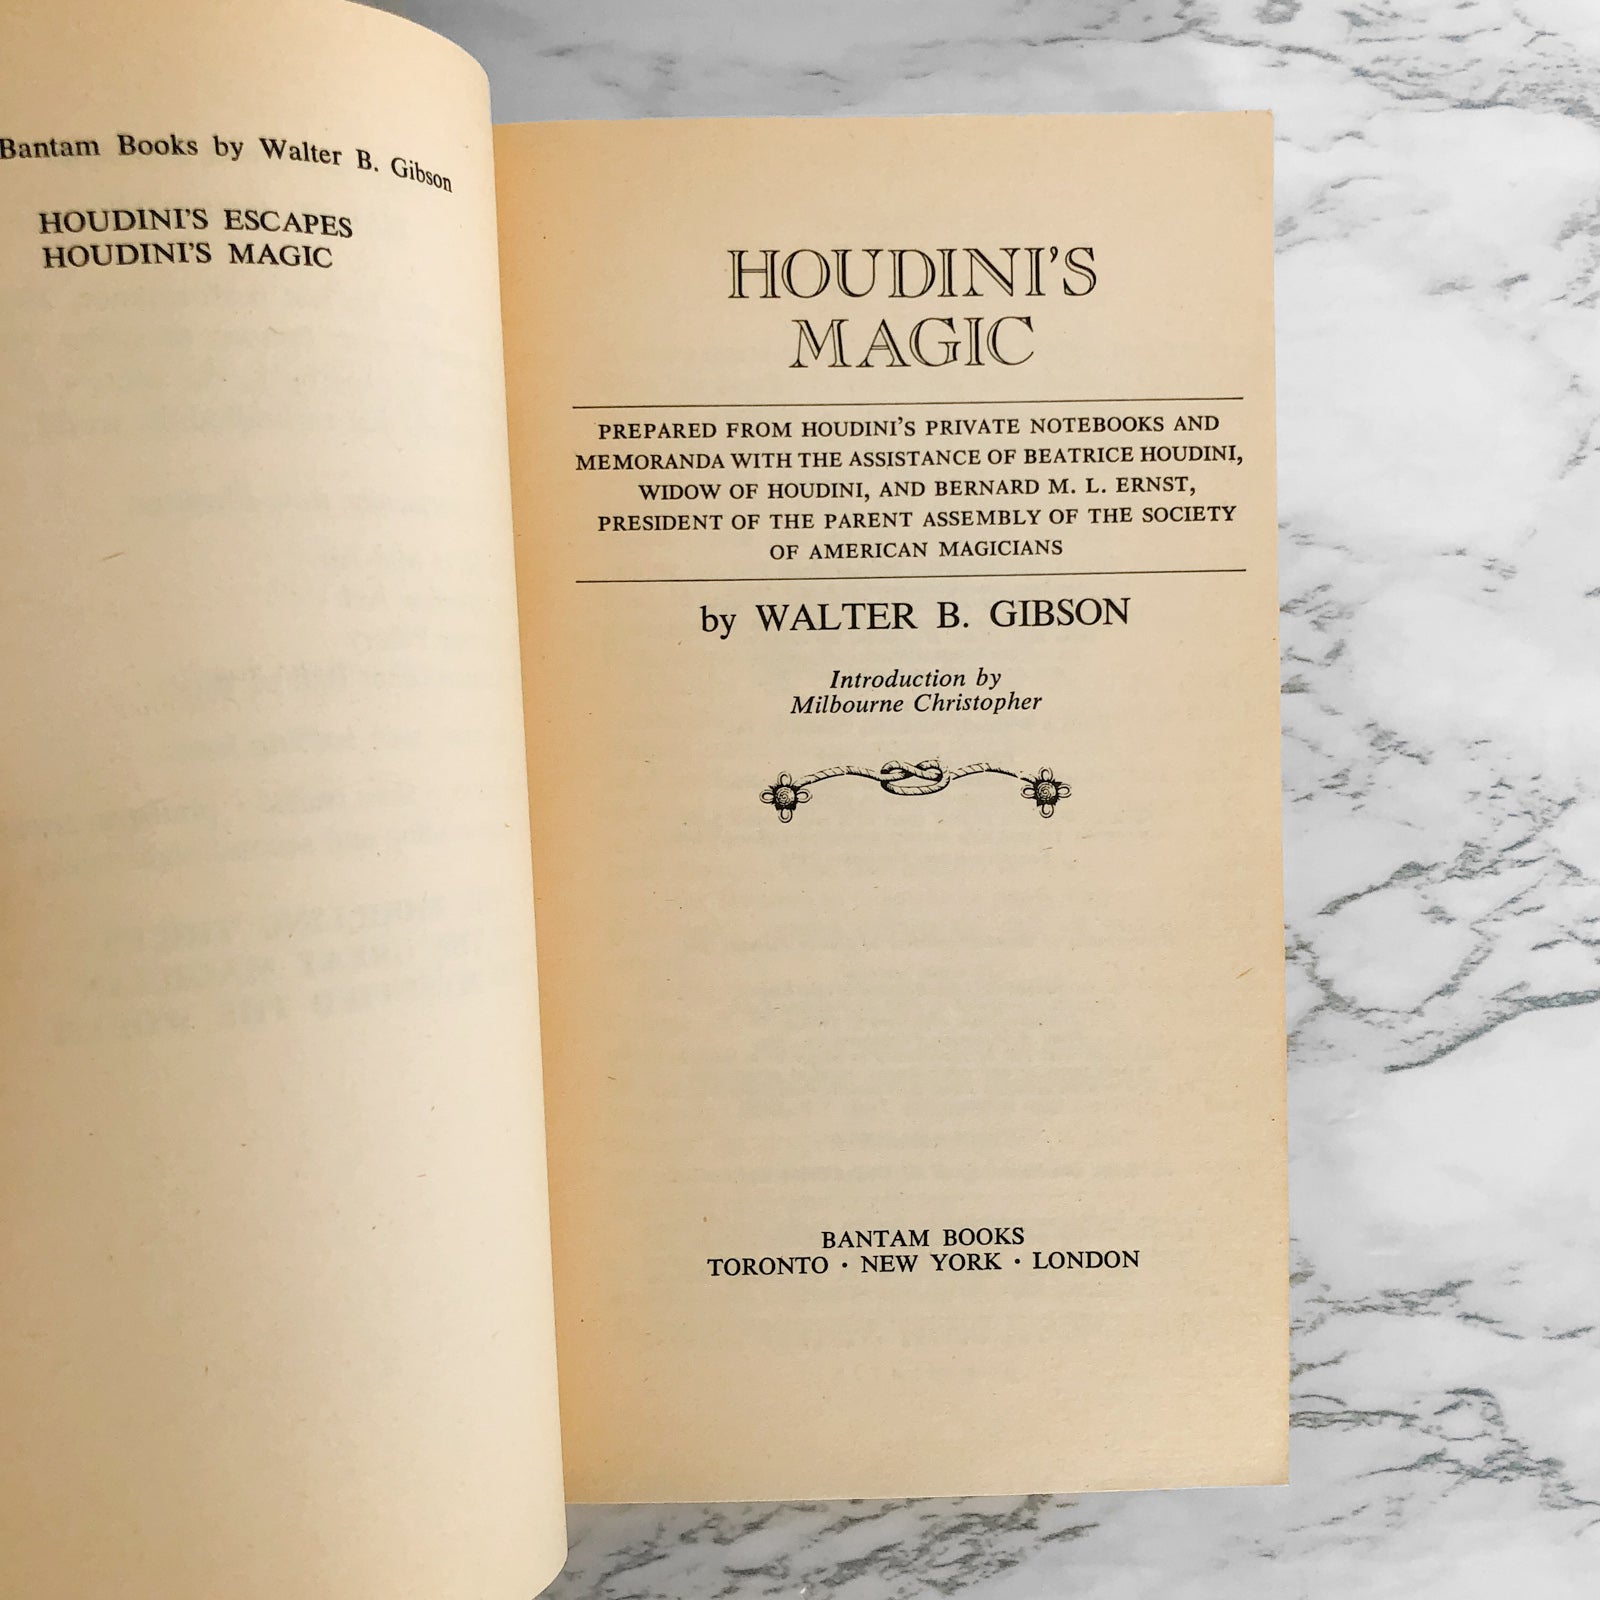 Bantam Books by Walter B. Gibson
HOUDINI'S ESCAPES
HOUDINI'S MAGIC
HOUDINI'S
MAGIC
PREPARED FROM HOUDINI'S PRIVATE NOTEBOOKS AND
MEMORANDA WITH THE ASSISTANCE OF BEATRICE HOUDINI,
WIDOW OF HOUDINI, AND BERNARD M. L. ERNST,
PRESIDENT OF THE PARENT ASSEMBLY OF THE SOCIETY
OF AMERICAN MAGICIANS
by WALTER B. GIBSON
Introduction by
Milbourne Christopher
BANTAM BOOKS
TORONTO · NEW YORK · LONDON